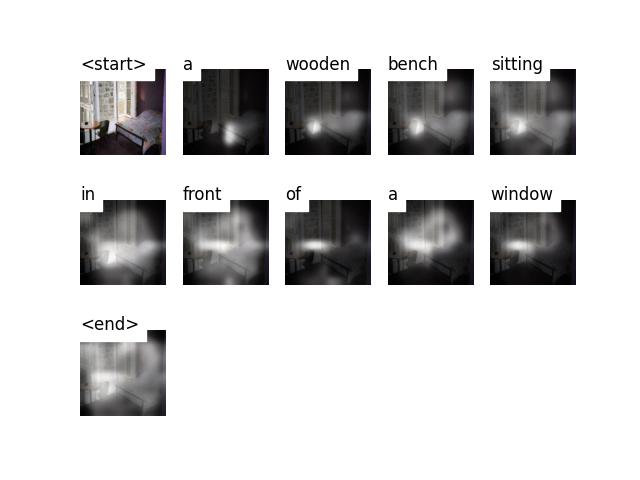 <start> a wooden bench sitting
in front of a window
<end>